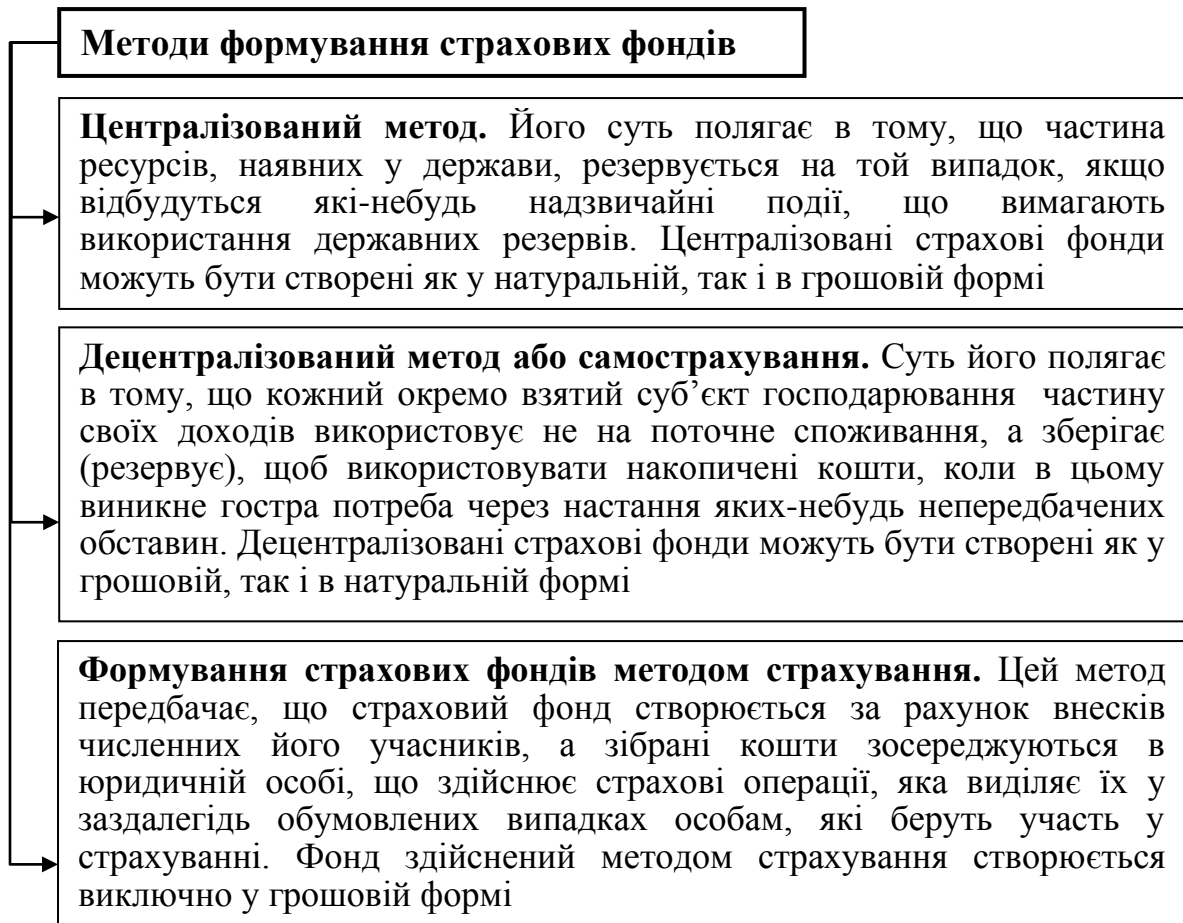 Методи формування страхових фондів
Централізований метод. Його суть полягає в тому, що частина
ресурсів, наявних у держави, резервується на той випадок, якщо
відбудуться які-небудь надзвичайні події, що вимагають
використання державних резервів. Централізовані страхові фонди
можуть бути створені як у натуральній, так і в грошовій формі
Децентралізований метод або самострахування. Суть його полягає
в тому, що кожний окремо взятий суб’єкт господарювання частину
своїх доходів використовує не на поточне споживання, а зберігає
(резервує), щоб використовувати накопичені кошти, коли в цьому
виникне гостра потреба через настання яких-небудь непередбачених
обставин. Децентралізовані страхові фонди можуть бути створені як у
грошовій, так і в натуральній формі
Формування страхових фондів методом страхування. Цей метод
передбачає, що страховий фонд створюється за рахунок внесків
численних його учасників, а зібрані кошти зосереджуються в
юридичній особі, що здійснює страхові операції, яка виділяє їх у
заздалегідь обумовлених випадках особам, які беруть участь у
страхуванні. Фонд здійснений методом страхування створюється
виключно у грошовій формі